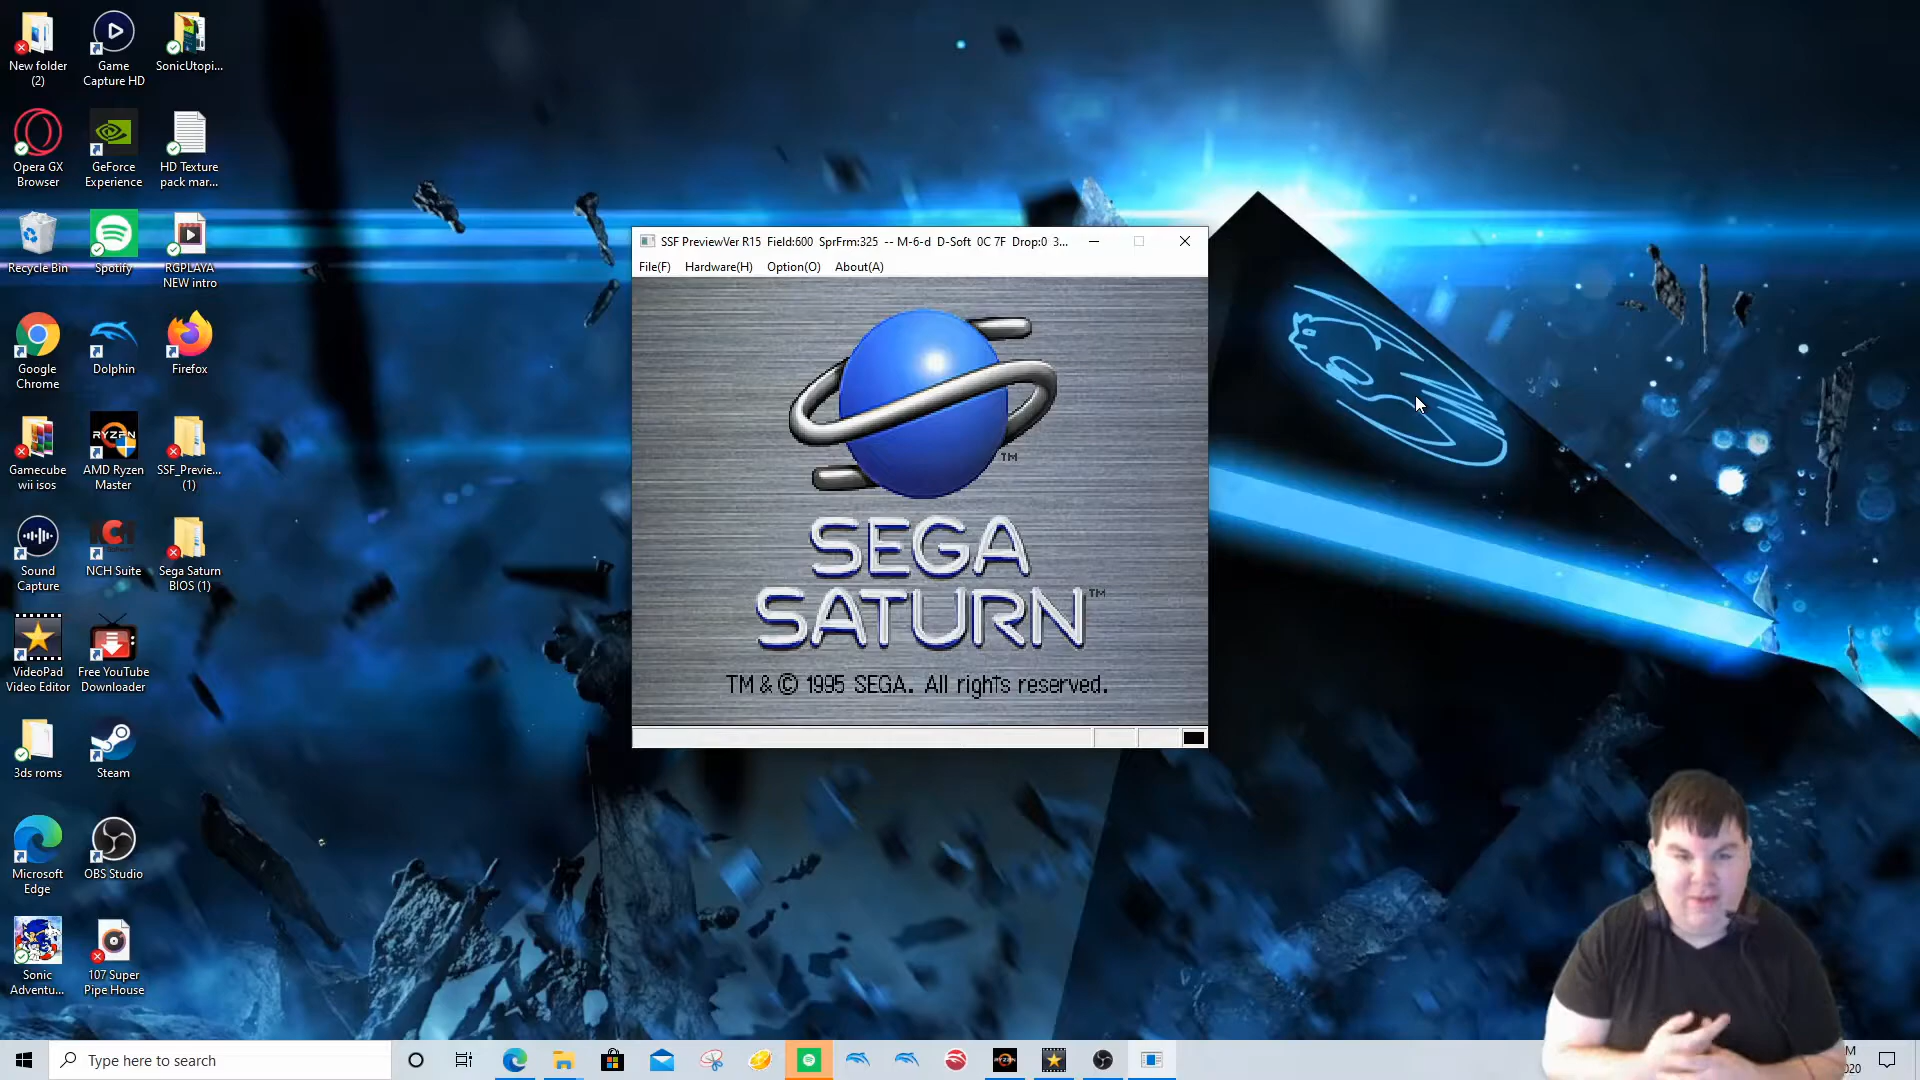 New folder
(2)
Game
Capture HD
SonicUtopi...
Opera GX
Browser
GeForce
Experience
HD Texture
pack mar...
Recycle Bin
Spotify
RGPLAYA
NEW intro
Google
Chrome
Dolphin
Firefox
Gamecube
wii isos
RYZEN
AMD Ryzen
Master
SSF_Previe...
(1)
Sound
Capture
NCH
NCH Suite
Sega Saturn
BIOS (1)
VideoPad
Video Editor
Free YouTube
Downloader
3ds roms
Steam
Microsoft
Edge
OBS Studio
Sonic
Adventu...
107 Super
Pipe House
SSF PreviewVer R15 Field:600 SprFrm:325 -- M-6-d D-Soft 0C 7F Drop:0 3...
File(F) Hardware(H) Option(O) About(A)
TM
SEGA
SATURN TM
TM & © 1995 SEGA. All rights reserved.
Type here to search
M
020